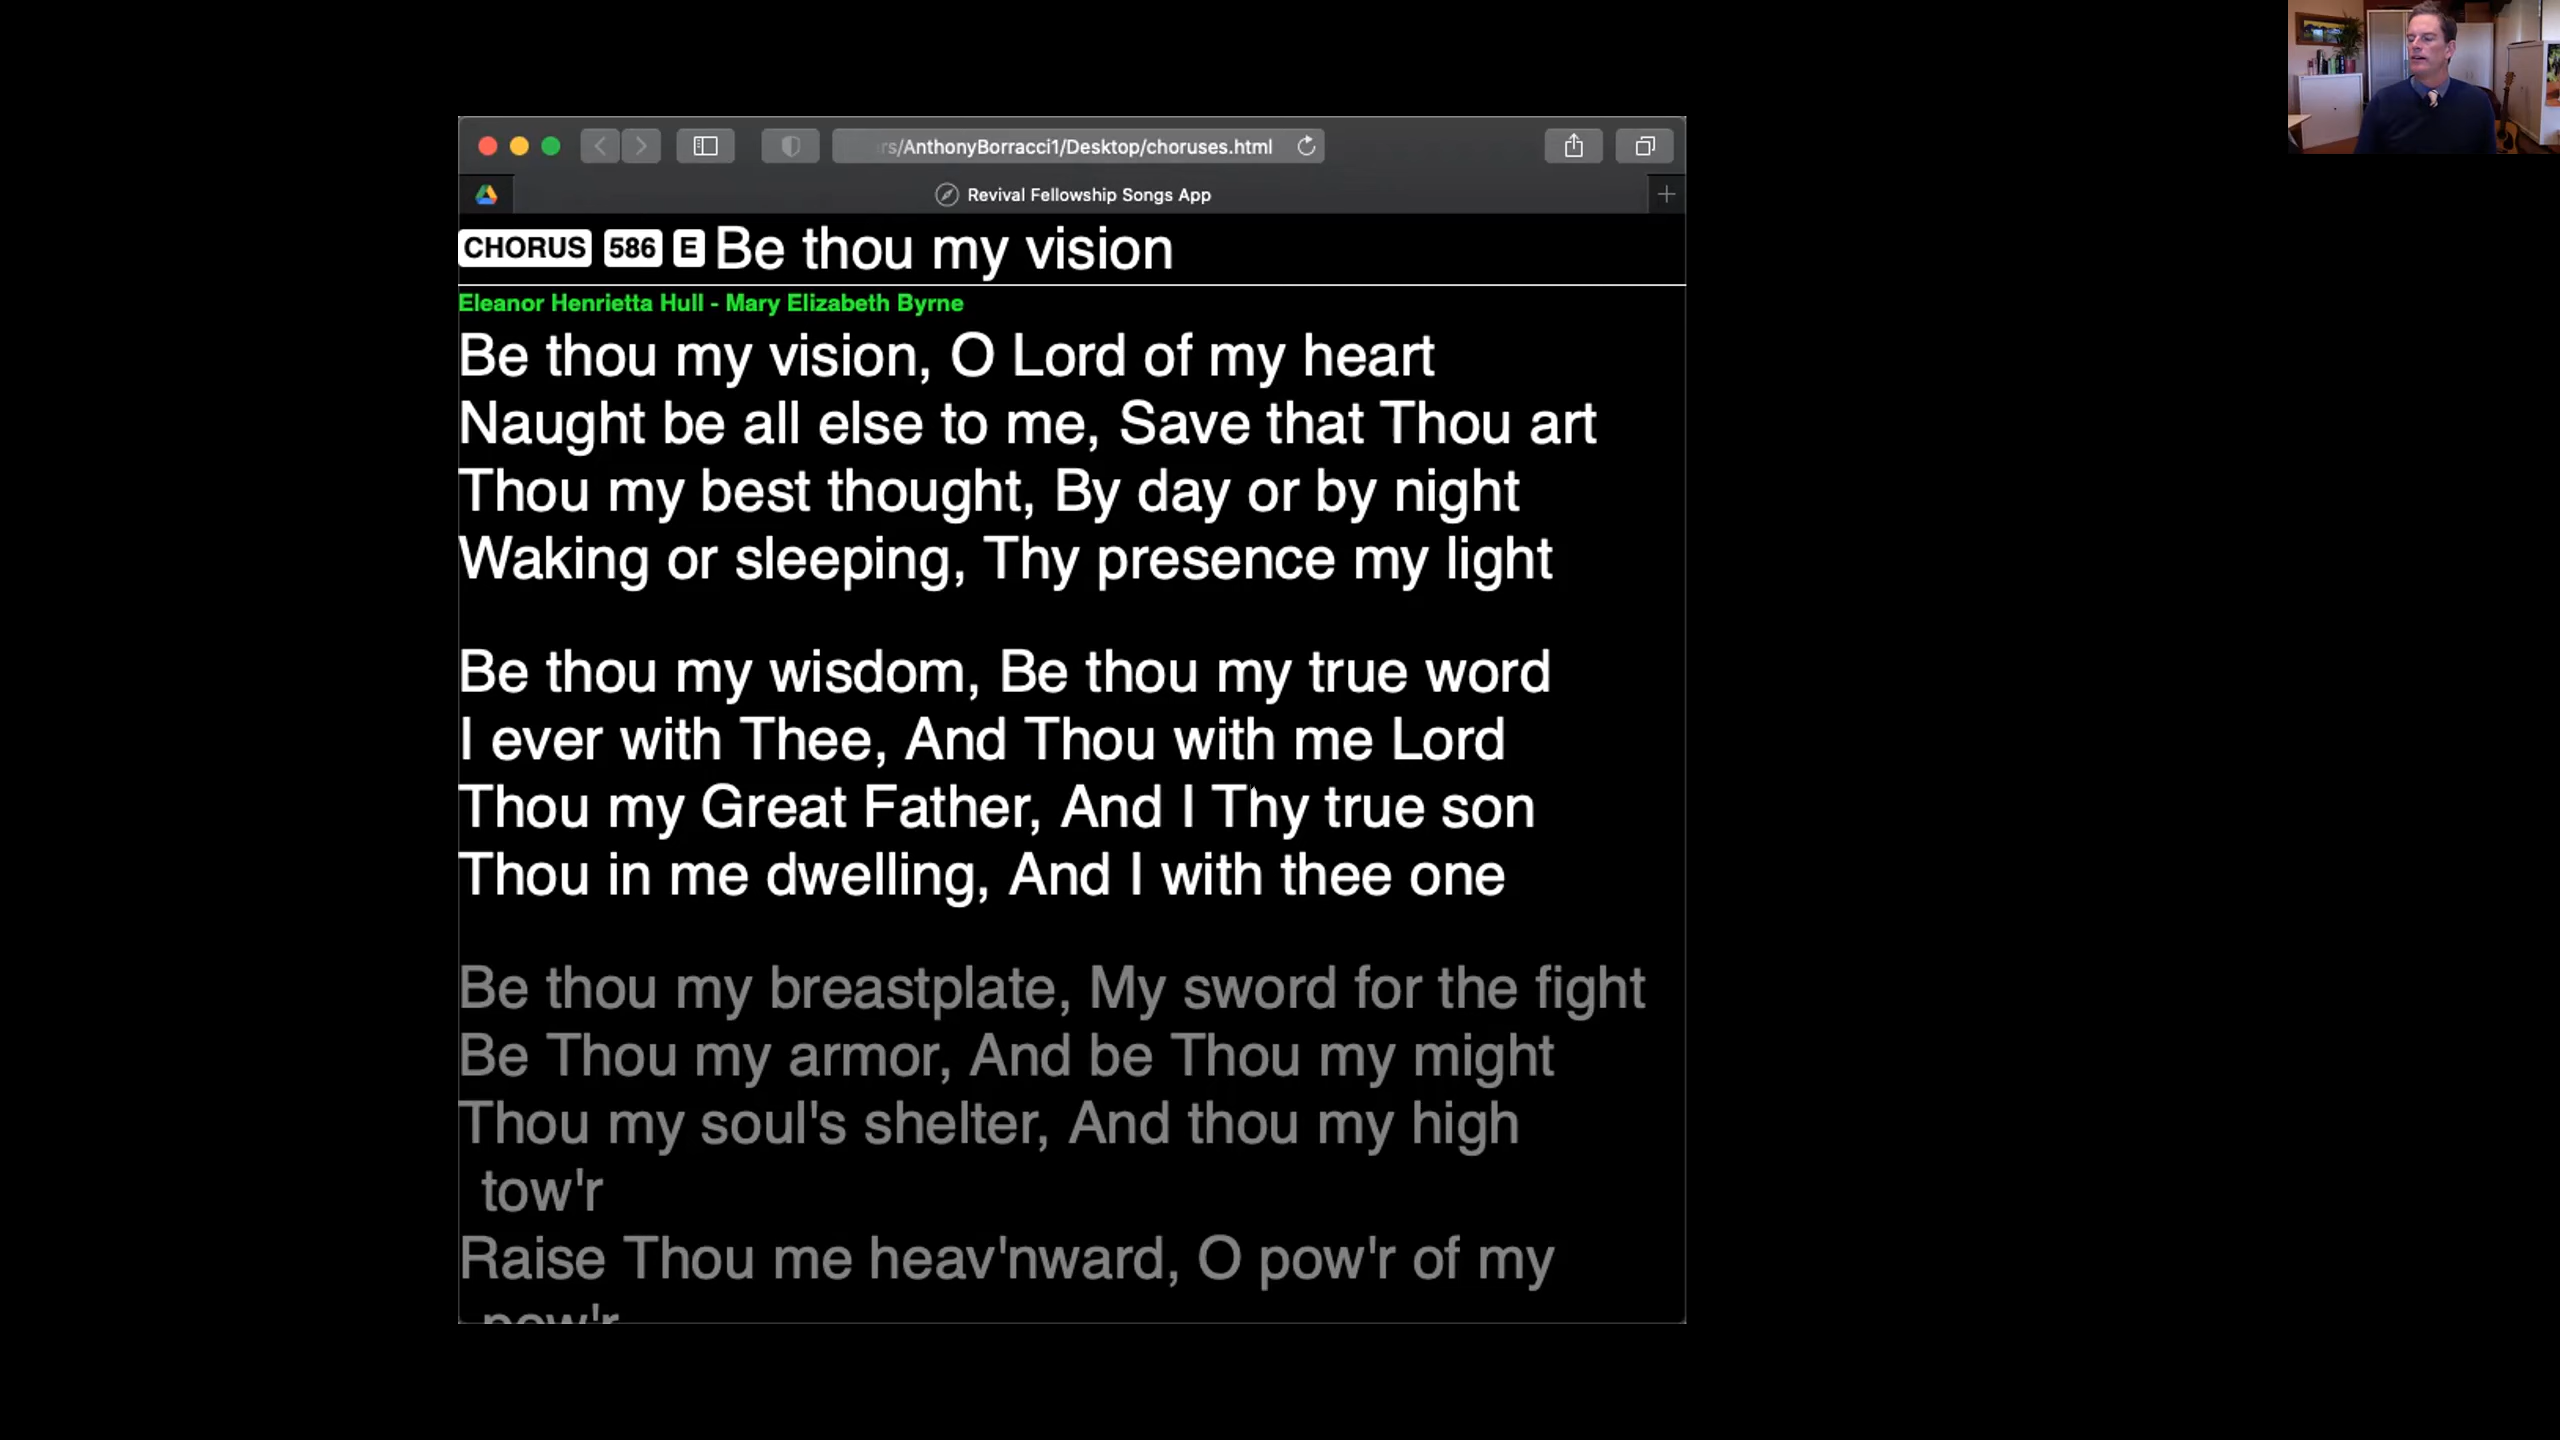 rs/AnthonyBorracci1/Desktop/choruses.html
Revival Fellowship Songs App
CHORUS 586 E Be thou my vision
Eleanor Henrietta Hull - Mary Elizabeth Byrne
Be thou my vision, O Lord of my heart
Naught be all else to me, Save that Thou art
Thou my best thought, By day or by night
Waking or sleeping, Thy presence my light
Be thou my wisdom, Be thou my true word
I ever with Thee, And Thou with me Lord
Thou my Great Father, And I Thy true son
Thou in me dwelling, And I with thee one
Be thou my breastplate, My sword for the fight
Be Thou my armor, And be Thou my might
Thou my soul's shelter, And thou my high
tow'r
Raise Thou me heav'nward, O pow'r of my
pow'r